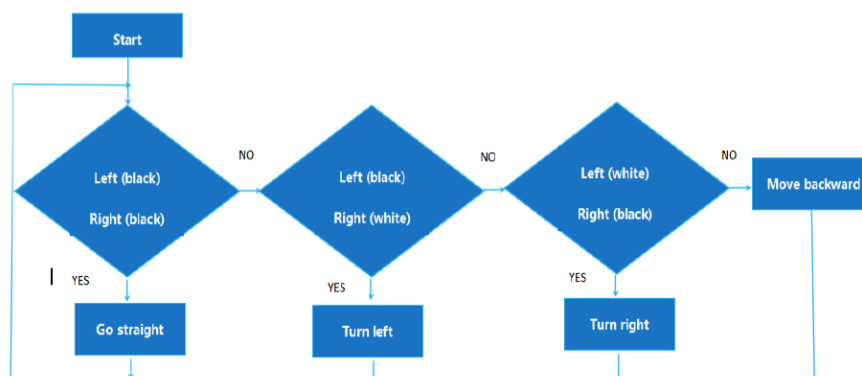 Start
Left (black)
Right (black)
NO
Left (black)
Right (white)
NO
Left (white)
Right (black)
NO
Move backward
YES
Go straight
YES
Turn left
YES
Turn right